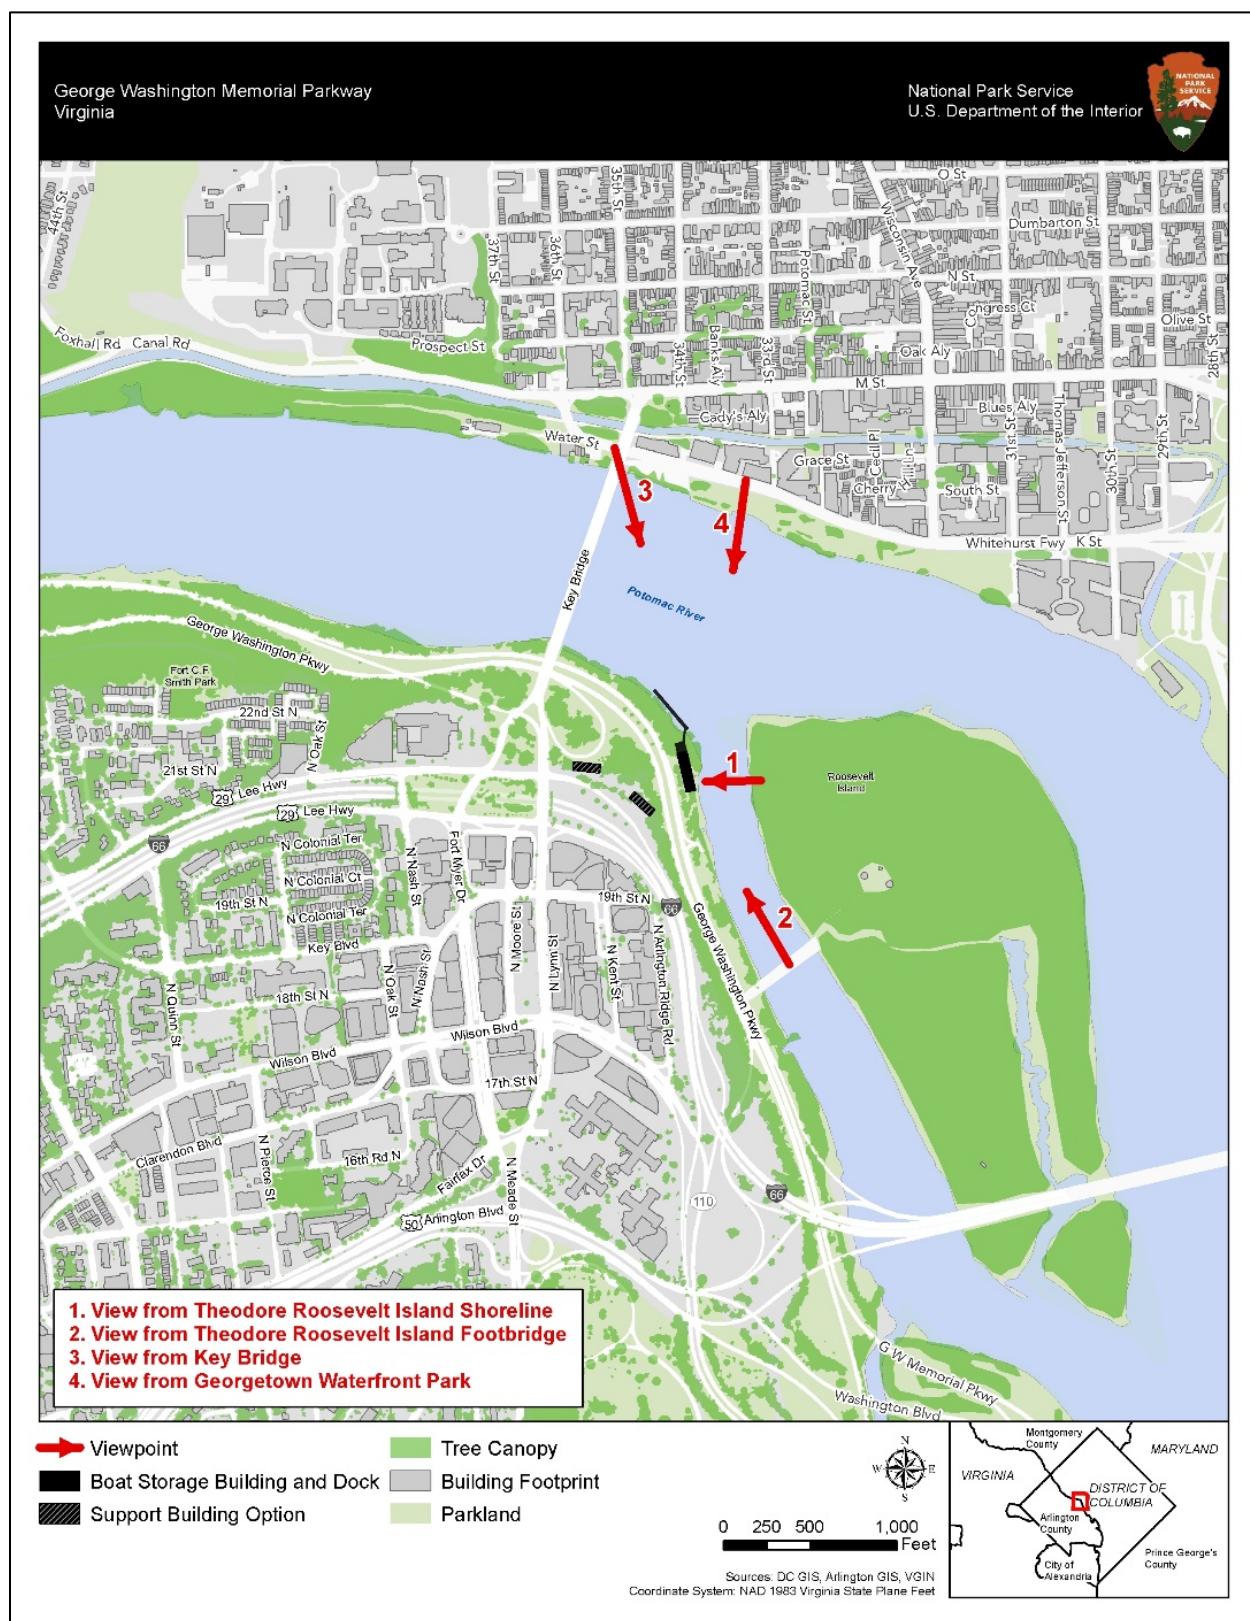 George Washington Memorial Parkway
Virginia
National Park Service
U.S. Department of the Interior
NATIONAL
PARK
SERVICE
44th St
35th St
36th St
37th St
O St
Wisconsin Ave
Dumbarton St
Potomac St
N St
Congress Ct
Olive St
28th St
Foxhall Rd
Canal Rd
Prospect St
34th St
Banks Aly
33rd St
Oak Aly
M St
Cady's Aly
Blues Aly
Water St
Grace St
Cecil Pl
Cherry Hill
South St
31st St
Thomas Jefferson St
30th St
29th St
Whitehurst Fwy
K St
3
4
Key Bridge
Potomac River
George Washington Pkwy
Fort C.F.
Smith Park
22nd St N
N Oak St
21st St N
29
Lee Hwy
29
Lee Hwy
66
1
Roosevelt
Island
N Colonial Ter
N Colonial Ct
19th St N
N Colonial Ter
N Nash St
Fort Myer Dr
19th St N
66
Key Blvd
N Moore St
N Lynn St
N Kent St
N Arlington Ridge Rd
George Washington Pkwy
2
N Quinn St
18th St N
N Oak St
N Nash St
Wilson Blvd
Wilson Blvd
17th St N
Clarendon Blvd
N Pierce St
16th Rd N
Fairfax Dr
N Meade St
50
Arlington Blvd
110
66
G W Memorial Pkwy
Washington Blvd
1. View from Theodore Roosevelt Island Shoreline
2. View from Theodore Roosevelt Island Footbridge
3. View from Key Bridge
4. View from Georgetown Waterfront Park
Viewpoint
Boat Storage Building and Dock
Support Building Option
Tree Canopy
Building Footprint
Parkland
N
W
E
S
0 250 500 1,000
Feet
Sources: DC GIS, Arlington GIS, VGIN
Coordinate System: NAD 1983 Virginia State Plane Feet
Montgomery
County
MARYLAND
VIRGINIA
DISTRICT OF
COLUMBIA
Arlington
County
City of
Alexandria
Prince George's
County